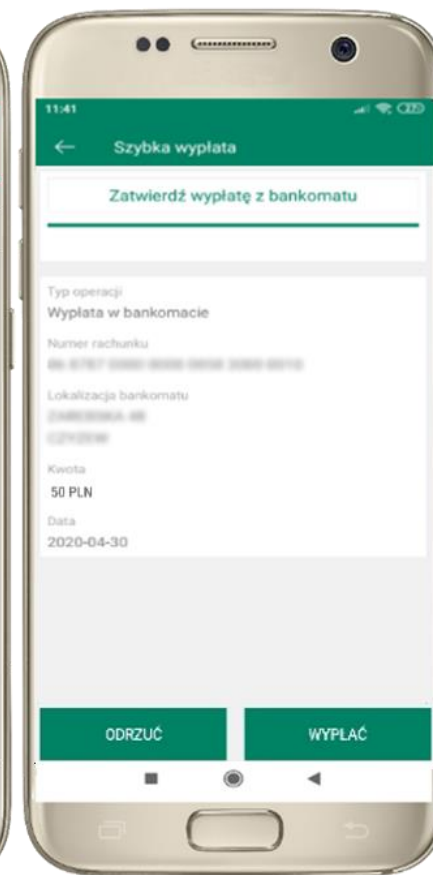 11:41
Szybka wypłata
Zatwierdź wypłatę z bankomatu
Typ operacji
Wypłata w bankomacie
Numer rachunku
Lokalizacja bankomatu
Kwota
50 PLN
Data
2020-04-30
ODRZUĆ
WYPŁAĆ